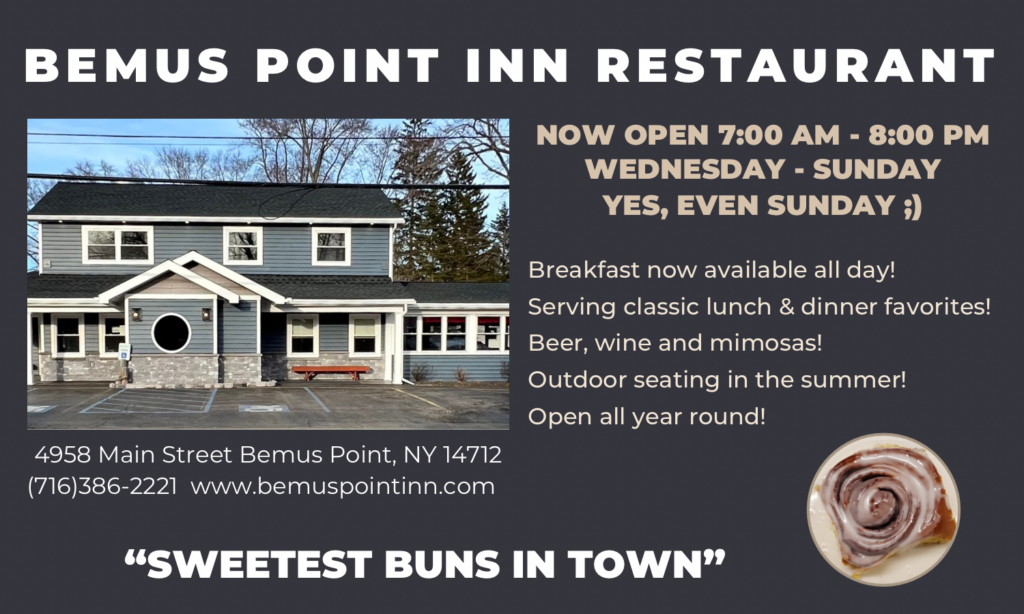 BEMUS POINT INN RESTAURANT
NOW OPEN 7:00 AM - 8:00 PM
WEDNESDAY - SUNDAY
YES, EVEN SUNDAY ;)
Breakfast now available all day!
Serving classic lunch & dinner favorites!
Beer, wine and mimosas!
Outdoor seating in the summer!
Open all year round!
4958 Main Street Bemus Point, NY 14712
(716)386-2221 www.bemuspointinn.com
“SWEETEST BUNS IN TOWN”